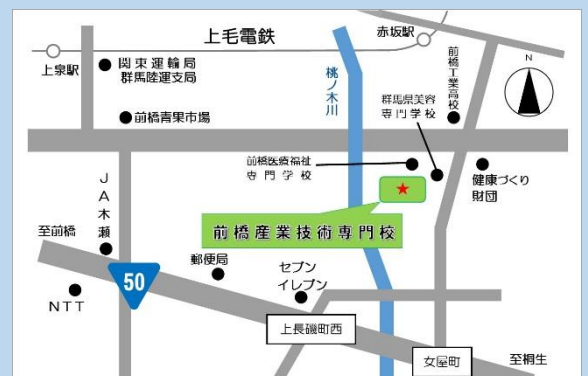 上毛電鉄
赤坂駅
上泉駅
関東運輸局
群馬陸運支局
桃ノ木川
前橋工業高校
N
群馬県美容
専門学校
前橋青果市場
前橋医療福祉
専門学校
健康づくり
財団
JA木瀬
前橋産業技術専門校
至前橋
郵便局
セブン
イレブン
50
NTT
上長磯町西
女屋町
至桐生